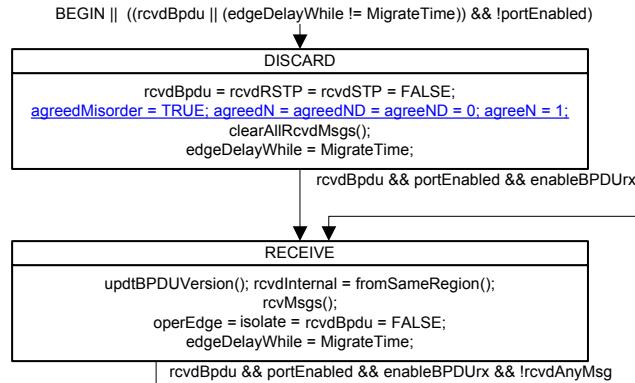 BEGIN || ((rcvdBpdu || (edgeDelayWhile != MigrateTime)) && !portEnabled)
DISCARD
rcvdBpdu = rcvdRSTP = rcvdSTP = FALSE;
agreedMisorder = TRUE; agreedN = agreedND = agreeND = 0; agreeN = 1;
clearAllRcvdMsgs();
edgeDelayWhile = MigrateTime;
rcvdBpdu && portEnabled && enableBPDUrx
RECEIVE
updtBPDUVersion(); rcvdInternal = fromSameRegion();
rcvMsgs();
operEdge = isolate = rcvdBpdu = FALSE;
edgeDelayWhile = MigrateTime;
rcvdBpdu && portEnabled && enableBPDUrx && !rcvdAnyMsg